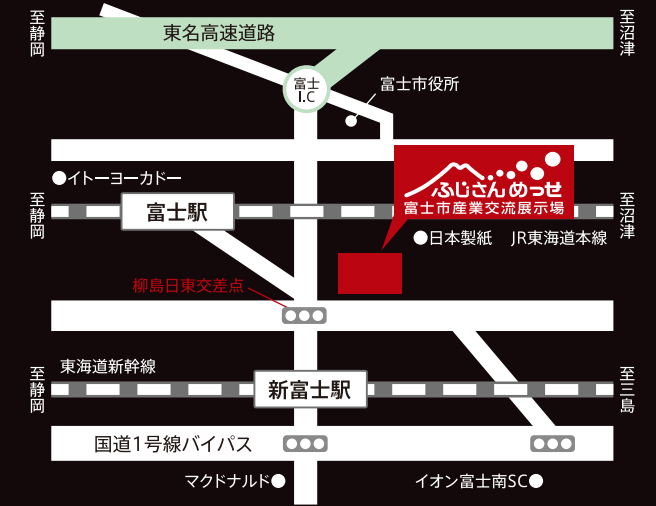 至静岡
東名高速道路
至沼津
富士
I.C
富士市役所
イトーヨーカドー
ふじさんめっせ
富士市産業交流展示場
至静岡
富士駅
至沼津
日本製紙
JR東海道本線
柳島日東交差点
東海道新幹線
至静岡
新富士駅
至三島
国道1号線バイパス
マクドナルド
イオン富士南SC